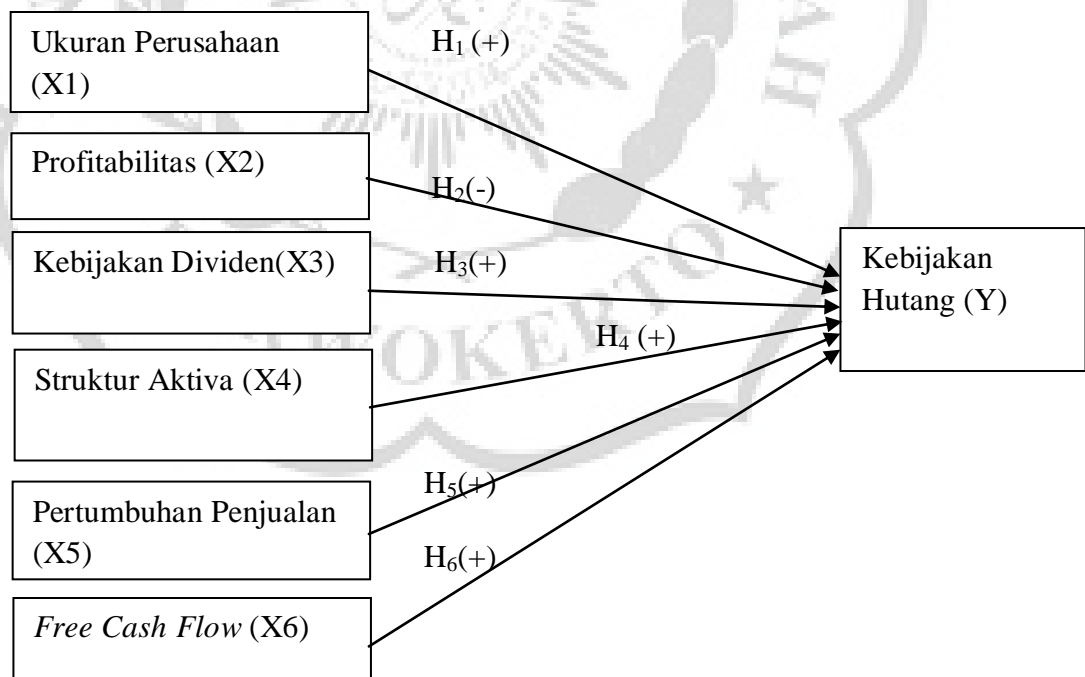 Ukuran Perusahaan
(X1)
H₁ (+)
Profitabilitas (X2)
H₂(-)
Kebijakan Dividen(X3)
H₃(+)
Kebijakan
Hutang (Y)
H₄ (+)
Struktur Aktiva (X4)
H₅(+)
Pertumbuhan Penjualan
(X5)
H₆(+)
Free Cash Flow (X6)
OKERTO